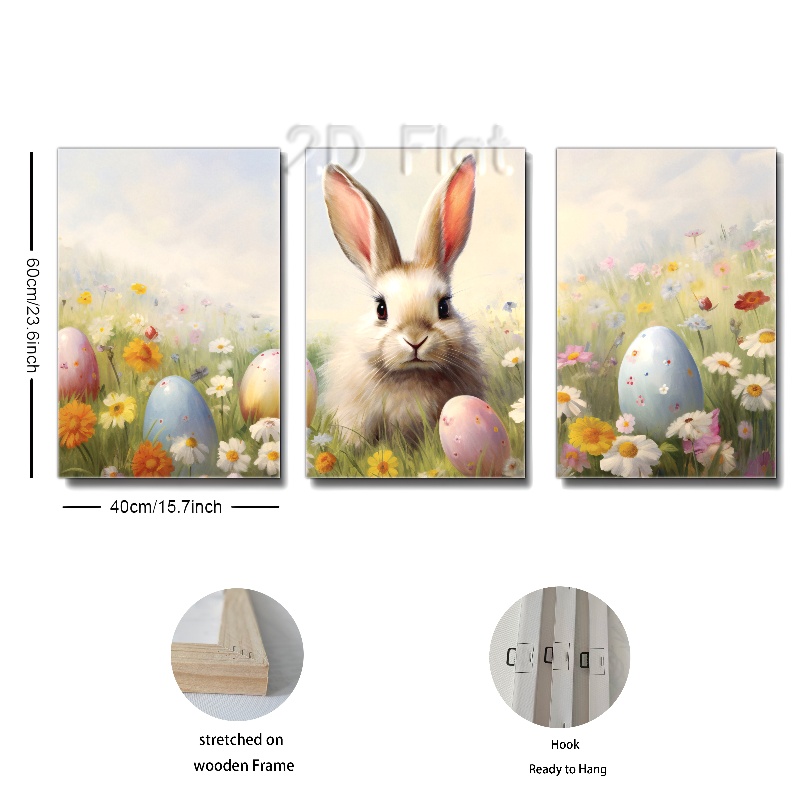 2D Flat
60cm/23.6inch
40cm/15.7inch
stretched on
wooden Frame
Hook
Ready to Hang